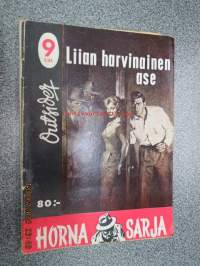 9
Outsider
Liian harvinainen
ase
80:-
HORNA SARJA